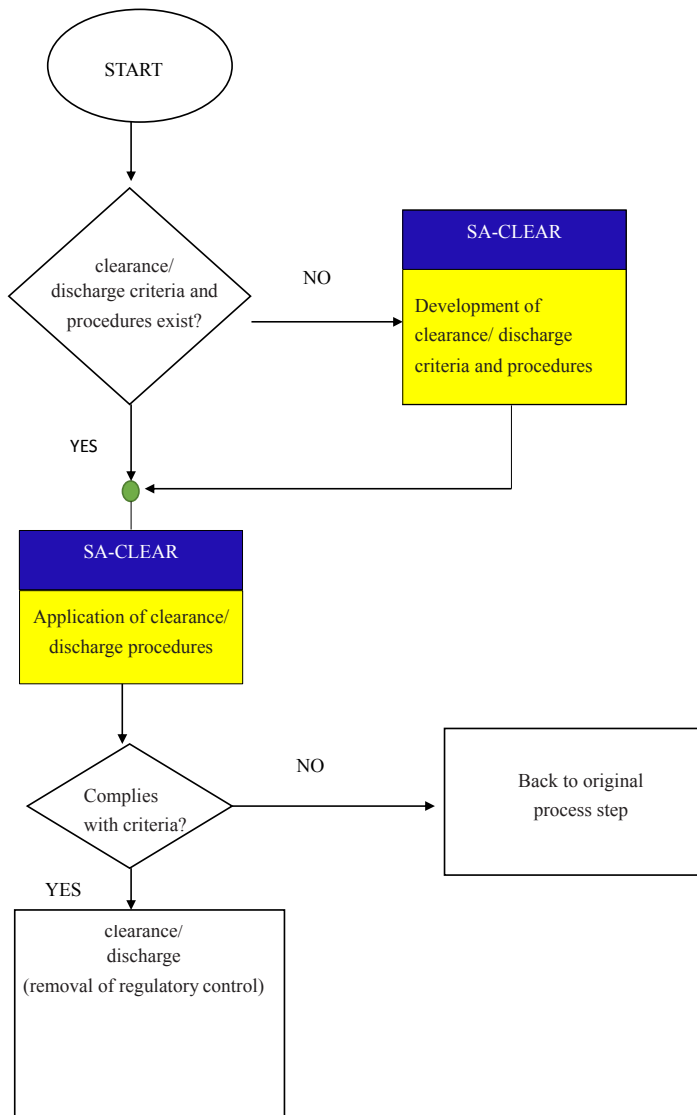 START
clearance/
discharge criteria and
procedures exist?
NO
SA-CLEAR
Development of
clearance/ discharge
criteria and procedures
YES
SA-CLEAR
Application of clearance/
discharge procedures
Complies
with criteria?
NO
Back to original
process step
YES
clearance/
discharge
(removal of regulatory control)